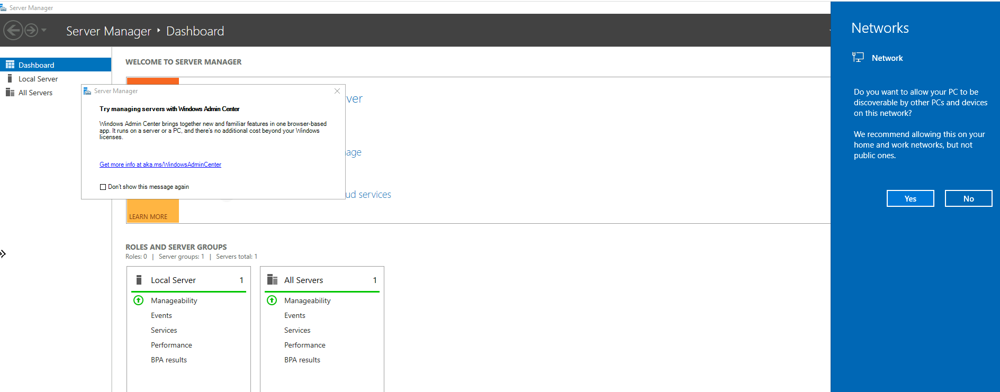 Server Manager
Server Manager ‣ Dashboard
Dashboard
Local Server
All Servers
WELCOME TO SERVER MANAGER
Server Manager
Try managing servers with Windows Admin Center
Windows Admin Center brings together new and familiar features in one browser-based
app. It runs on a server or a PC, and there's no additional cost beyond your Windows
licenses.
Get more info at aka.ms/WindowsAdminCenter
Don't show this message again
ver
age
ud services
LEARN MORE
ROLES AND SERVER GROUPS
Roles: 0 | Server groups: 1 | Servers total: 1
Local Server 1
Manageability
Events
Services
Performance
BPA results
All Servers 1
Manageability
Events
Services
Performance
BPA results
Networks
Network
Do you want to allow your PC to be
discoverable by other PCs and devices
on this network?
We recommend allowing this on your
home and work networks, but not
public ones.
Yes
No